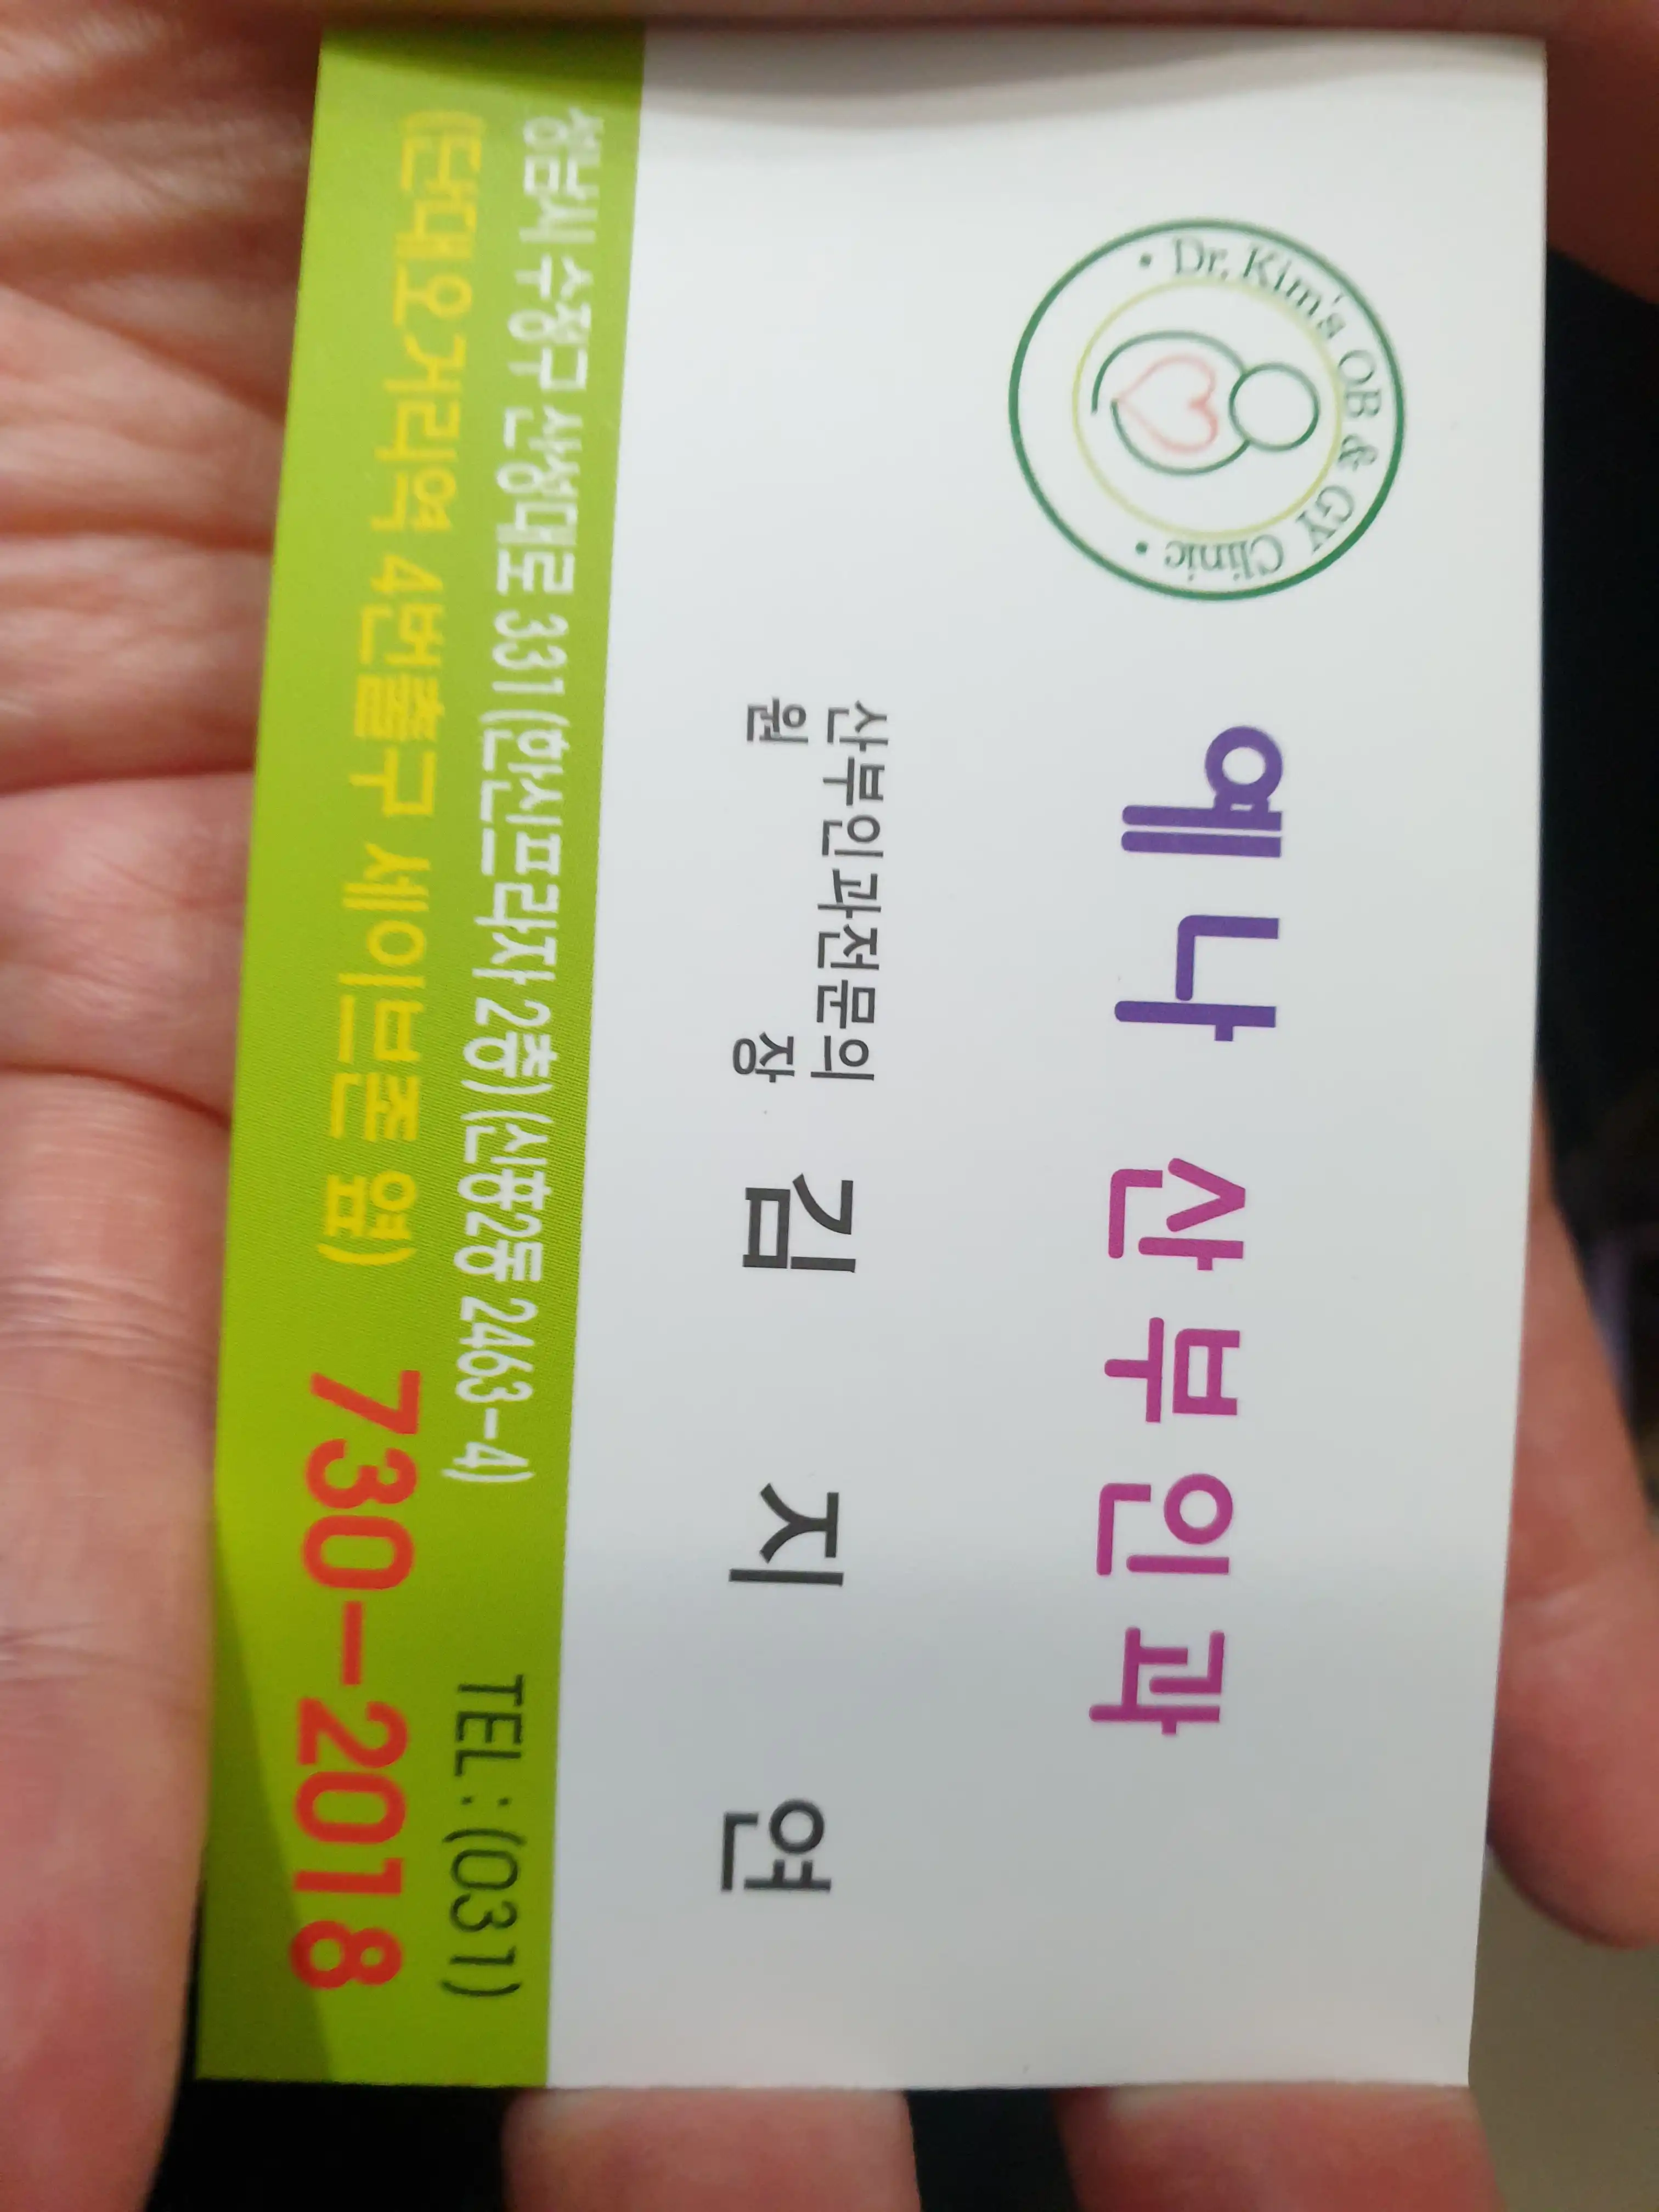 Dr. Kim's OB & GY Clinic
예나 산부인과
산부인과전문의
원 장 김 지 연
성남시 수정구 산성대로 331 (한신프라자 2층) (신흥2동 2463-4)
(단대오거리역 4번출구 세이브존 옆)
TEL : (031)
730-2018